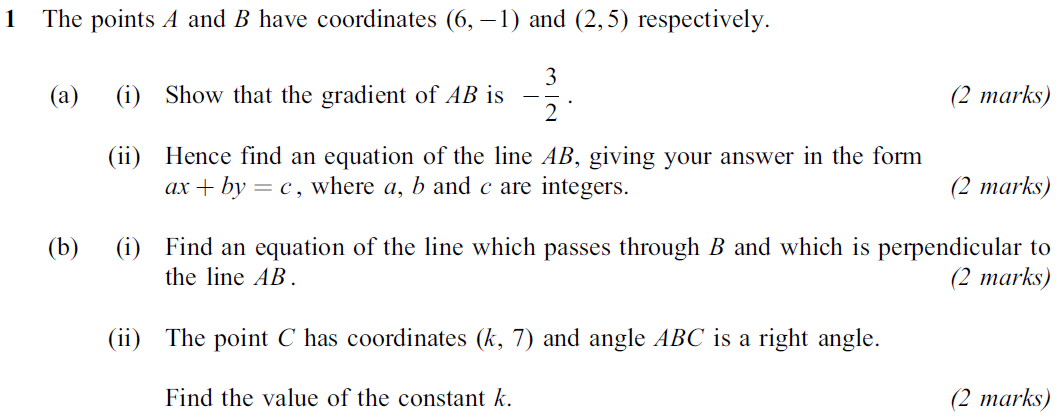 1 The points A and B have coordinates (6, −1) and (2, 5) respectively.
(a) (i) Show that the gradient of AB is −3/2 . (2 marks)
(ii) Hence find an equation of the line AB, giving your answer in the form
ax + by = c, where a, b and c are integers. (2 marks)
(b) (i) Find an equation of the line which passes through B and which is perpendicular to
the line AB. (2 marks)
(ii) The point C has coordinates (k, 7) and angle ABC is a right angle.
Find the value of the constant k. (2 marks)